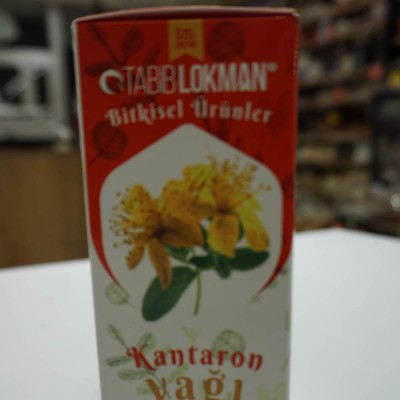 TABİB LOKMAN®
Bitkisel Ürünler
Kantaron
yağı